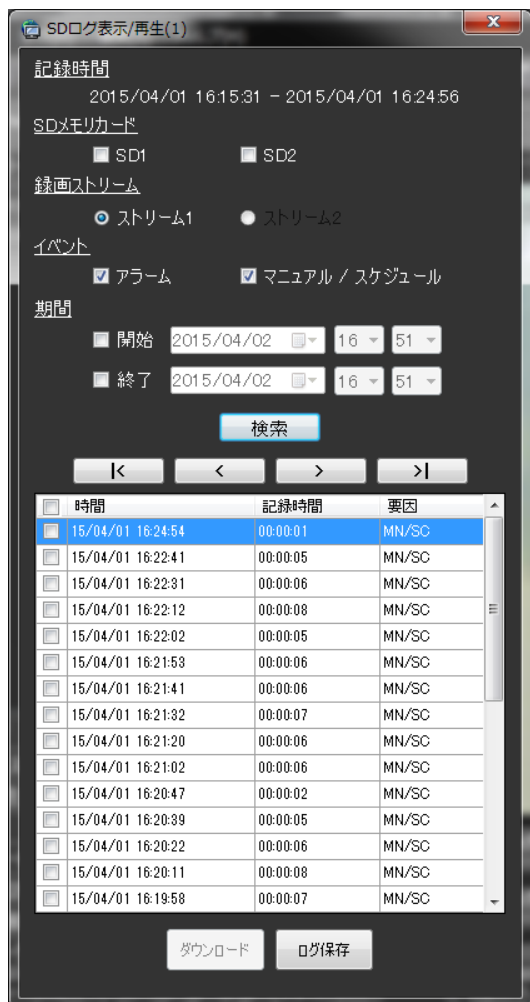 SDログ表示/再生(1)
記録時間
2015/04/01 16:15:31 - 2015/04/01 16:24:56
SDメモリカード
SD1 SD2
録画ストリーム
ストリーム1 ストリーム2
イベント
アラーム マニュアル / スケジュール
期間
開始 2015/04/02 16 51
終了 2015/04/02 16 51
検索
|< < > >|
時間 記録時間 要因
15/04/01 16:24:54 00:00:01 MN/SC
15/04/01 16:22:41 00:00:05 MN/SC
15/04/01 16:22:31 00:00:06 MN/SC
15/04/01 16:22:12 00:00:08 MN/SC
15/04/01 16:22:02 00:00:05 MN/SC
15/04/01 16:21:53 00:00:06 MN/SC
15/04/01 16:21:41 00:00:06 MN/SC
15/04/01 16:21:32 00:00:07 MN/SC
15/04/01 16:21:20 00:00:06 MN/SC
15/04/01 16:21:02 00:00:06 MN/SC
15/04/01 16:20:47 00:00:02 MN/SC
15/04/01 16:20:39 00:00:05 MN/SC
15/04/01 16:20:22 00:00:06 MN/SC
15/04/01 16:20:11 00:00:08 MN/SC
15/04/01 16:19:58 00:00:07 MN/SC
ダウンロード ログ保存